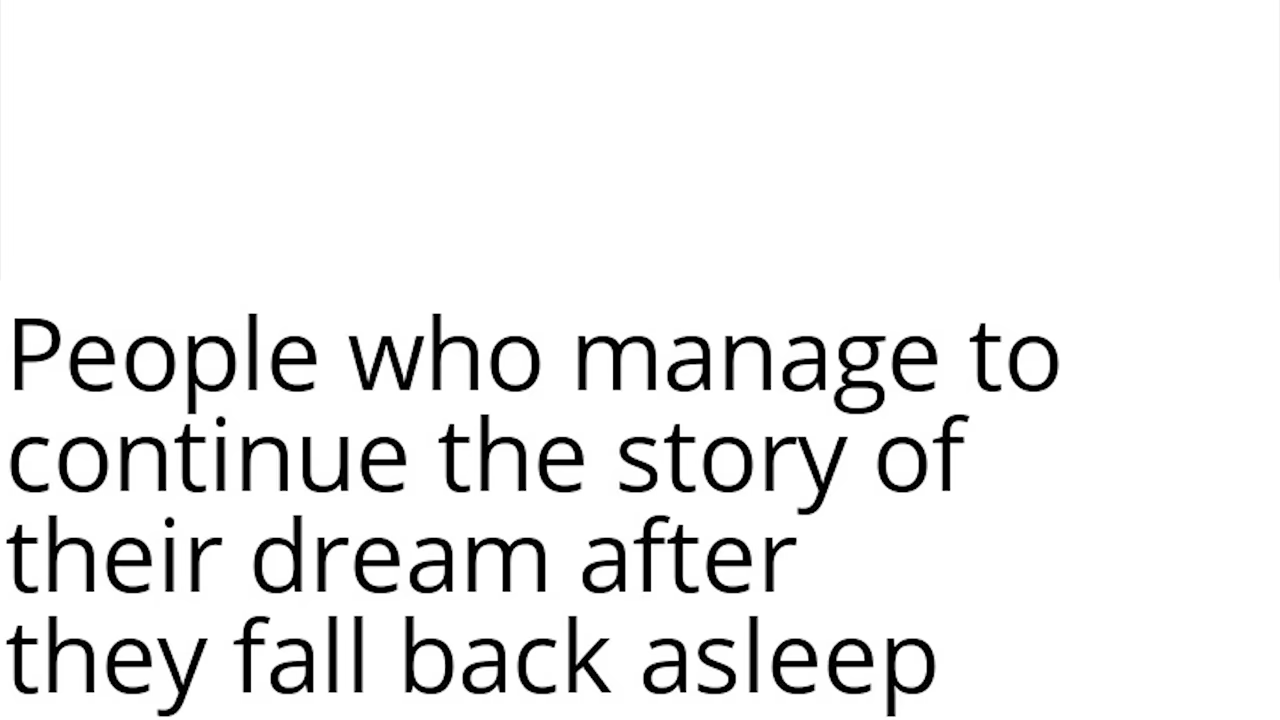 People who manage to
continue the story of
their dream after
they fall back asleep